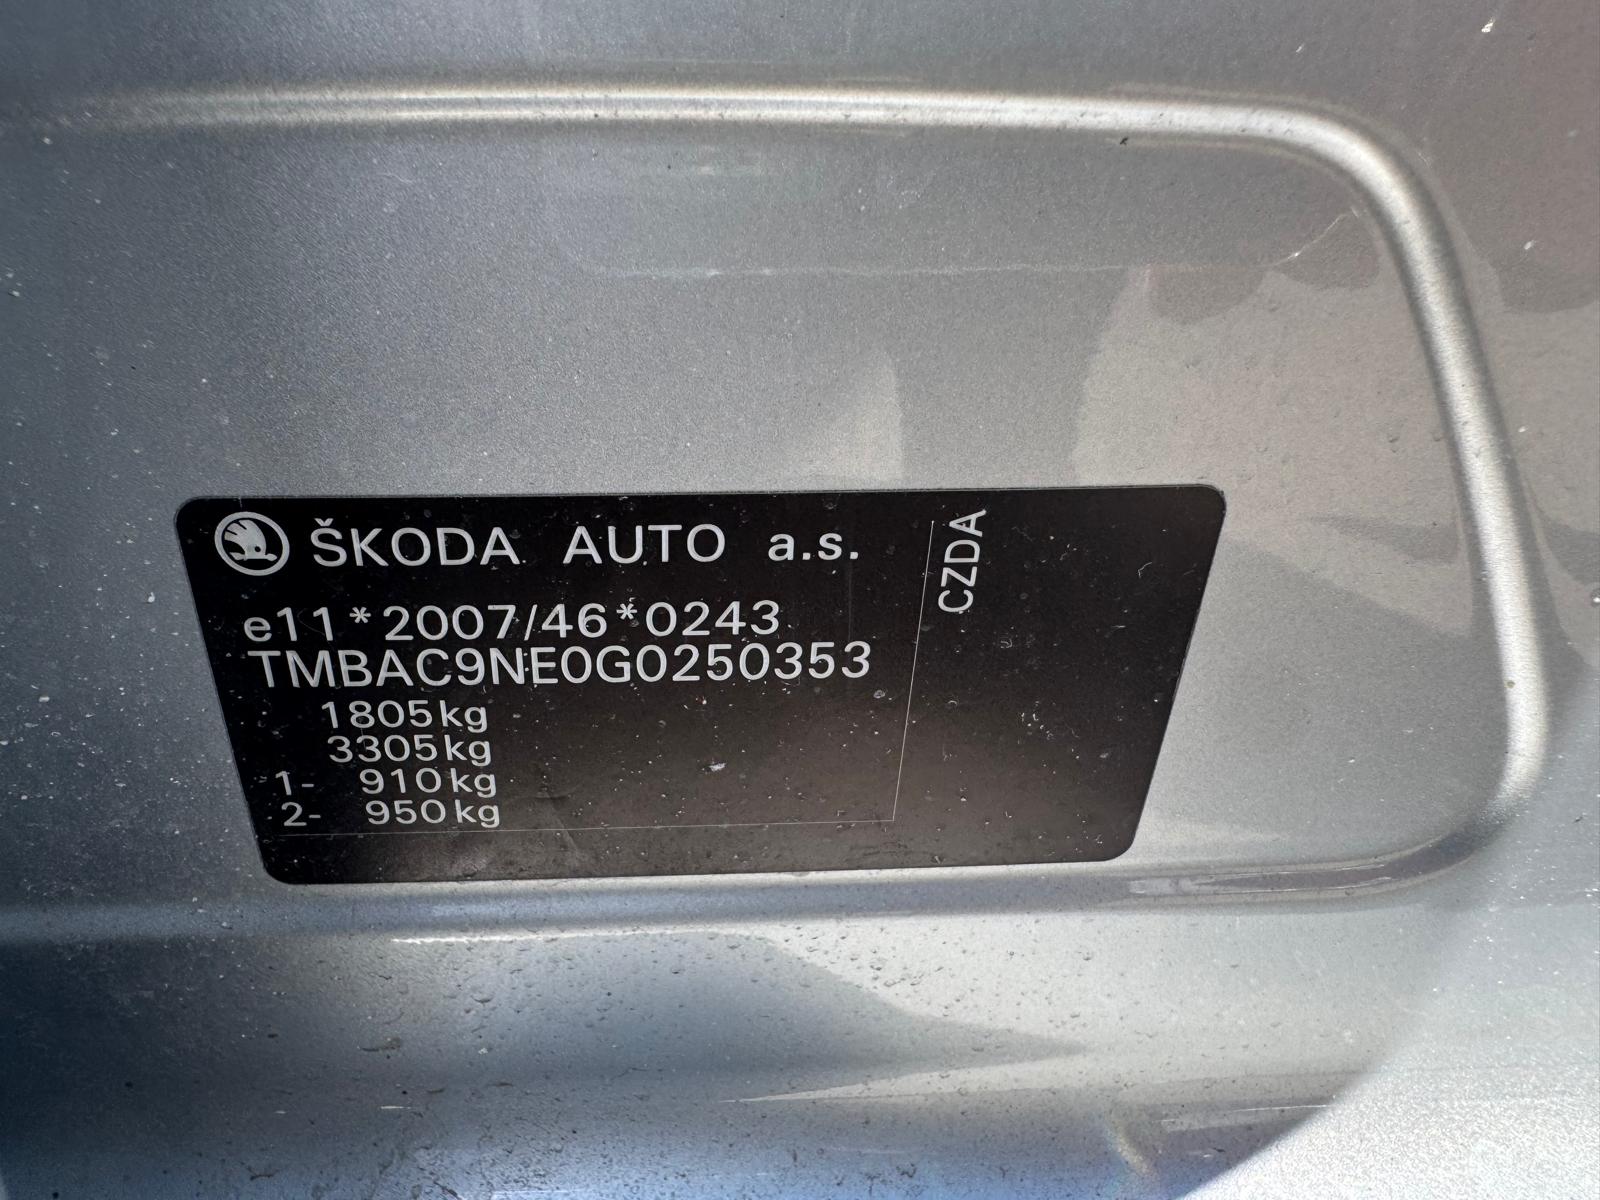 ŠKODA AUTO a.s.
e11*2007/46*0243
TMBAC9NE0G0250353
1805kg
3305kg
1- 910kg
2- 950kg
CZDA